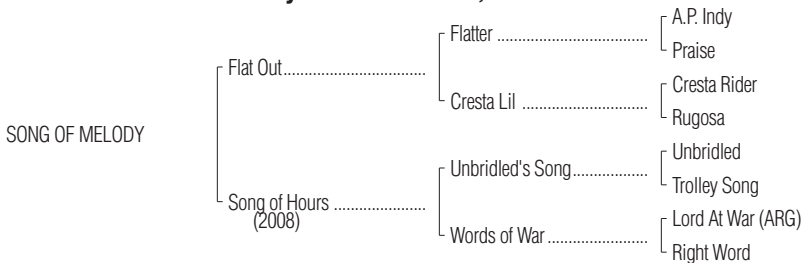 A.P. Indy
Flatter ..........................................
Praise
Flat Out.......................................
Cresta Rider
Cresta Lil ...................................
Rugosa
SONG OF MELODY
Unbridled
Unbridled's Song.....................
Trolley Song
Song of Hours .........................
(2008)
Lord At War (ARG)
Words of War ............................
Right Word